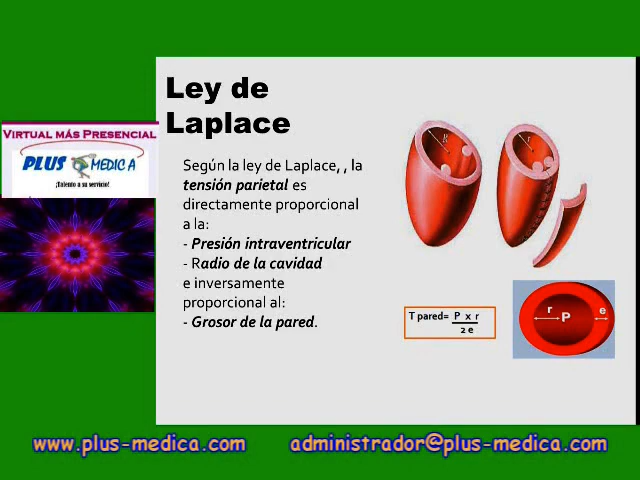 Ley de
Laplace
VIRTUAL MÁS PRESENCIAL
PLUS MEDICA
¡Talento a su servicio!
Según la ley de Laplace, , la
tensión parietal es
directamente proporcional
a la:
- Presión intraventricular
- Radio de la cavidad
e inversamente
proporcional al:
- Grosor de la pared.
R
r
T pared= P x r
2 e
r P e
www.plus-medica.com administrador@plus-medica.com